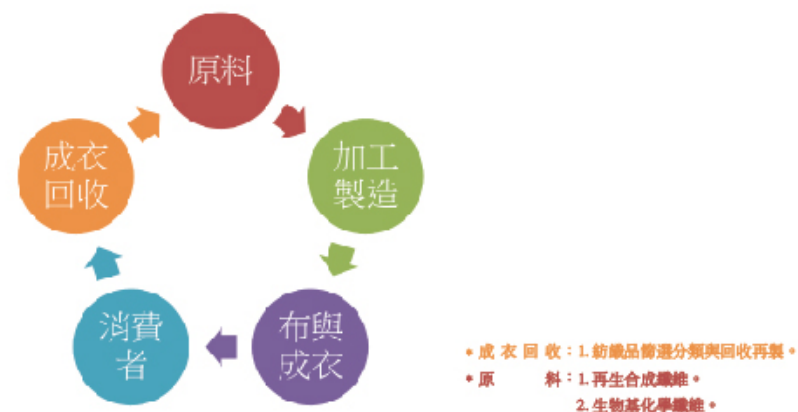 原料
加工
製造
布與
成衣
消費
者
成衣
回收
•成衣回收：1.紡織品篩選分類與回收再製。
•原料：1.再生合成纖維。
2.生物基化學纖維。